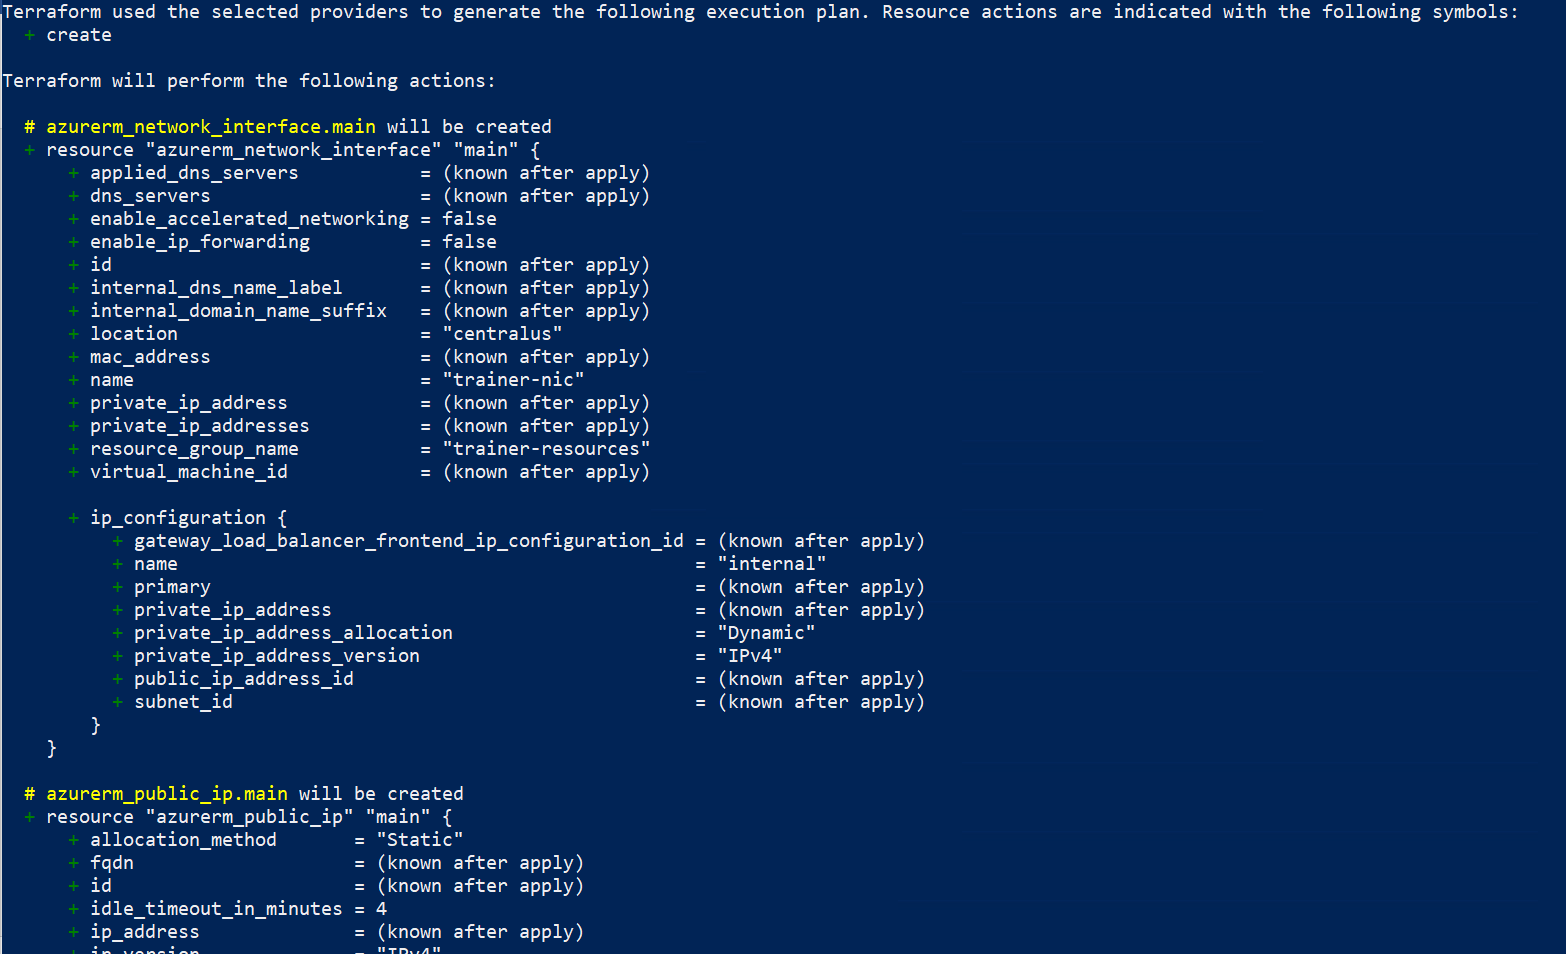 Terraform used the selected providers to generate the following execution plan. Resource actions are indicated with the following symbols:
  + create

Terraform will perform the following actions:

  # azurerm_network_interface.main will be created
  + resource "azurerm_network_interface" "main" {
      + applied_dns_servers           = (known after apply)
      + dns_servers                   = (known after apply)
      + enable_accelerated_networking = false
      + enable_ip_forwarding          = false
      + id                            = (known after apply)
      + internal_dns_name_label       = (known after apply)
      + internal_domain_name_suffix   = (known after apply)
      + location                      = "centralus"
      + mac_address                   = (known after apply)
      + name                          = "trainer-nic"
      + private_ip_address            = (known after apply)
      + private_ip_addresses          = (known after apply)
      + resource_group_name           = "trainer-resources"
      + virtual_machine_id            = (known after apply)

      + ip_configuration {
          + gateway_load_balancer_frontend_ip_configuration_id = (known after apply)
          + name                                               = "internal"
          + primary                                            = (known after apply)
          + private_ip_address                                 = (known after apply)
          + private_ip_address_allocation                      = "Dynamic"
          + private_ip_address_version                         = "IPv4"
          + public_ip_address_id                               = (known after apply)
          + subnet_id                                          = (known after apply)
        }
    }

  # azurerm_public_ip.main will be created
  + resource "azurerm_public_ip" "main" {
      + allocation_method       = "Static"
      + fqdn                    = (known after apply)
      + id                      = (known after apply)
      + idle_timeout_in_minutes = 4
      + ip_address              = (known after apply)
      + ip_version              = "IPv4"